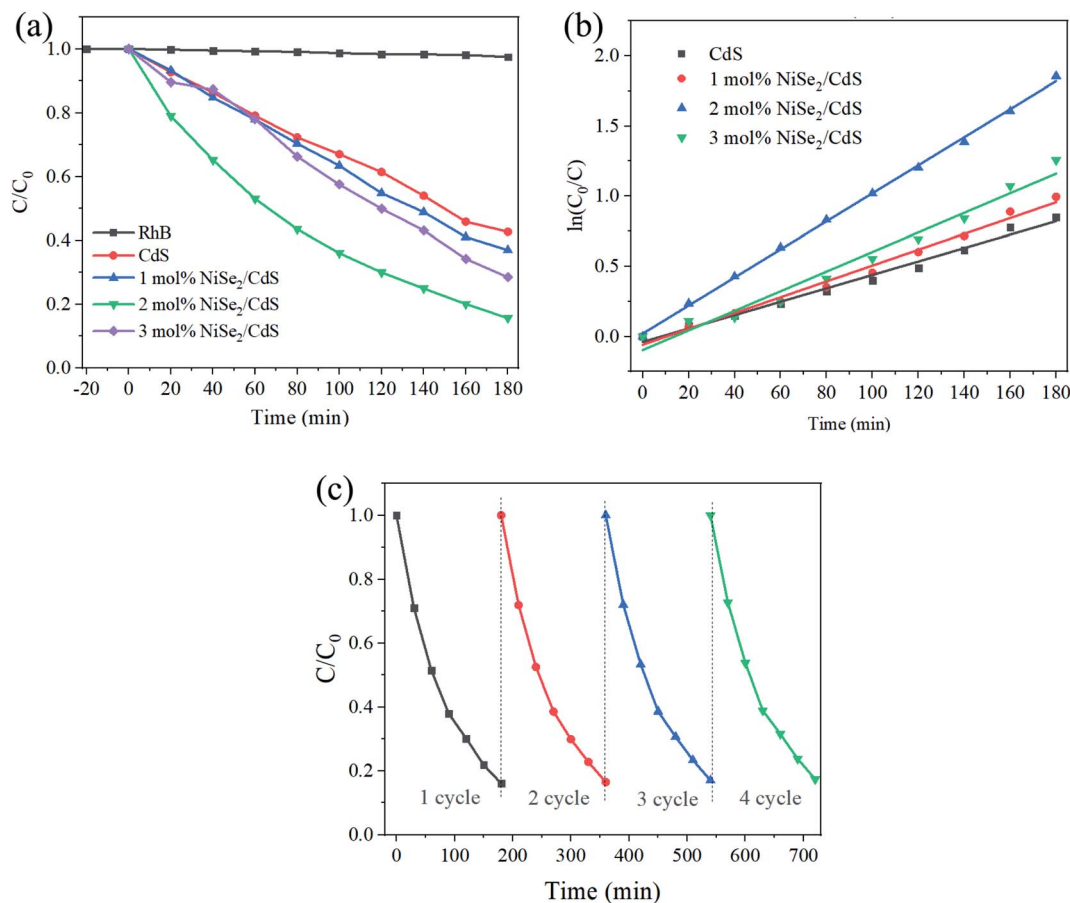 (a)
C/C0
1.0
0.8
0.6
0.4
0.2
0.0
RhB
CdS
1 mol% NiSe2/CdS
2 mol% NiSe2/CdS
3 mol% NiSe2/CdS
-20 0 20 40 60 80 100 120 140 160 180
Time (min)
(b)
ln(C0/C)
2.0
1.5
1.0
0.5
0.0
CdS
1 mol% NiSe2/CdS
2 mol% NiSe2/CdS
3 mol% NiSe2/CdS
0 20 40 60 80 100 120 140 160 180
Time (min)
(c)
C/C0
1.0
0.8
0.6
0.4
0.2
0.0
1 cycle 2 cycle 3 cycle 4 cycle
0 100 200 300 400 500 600 700
Time (min)